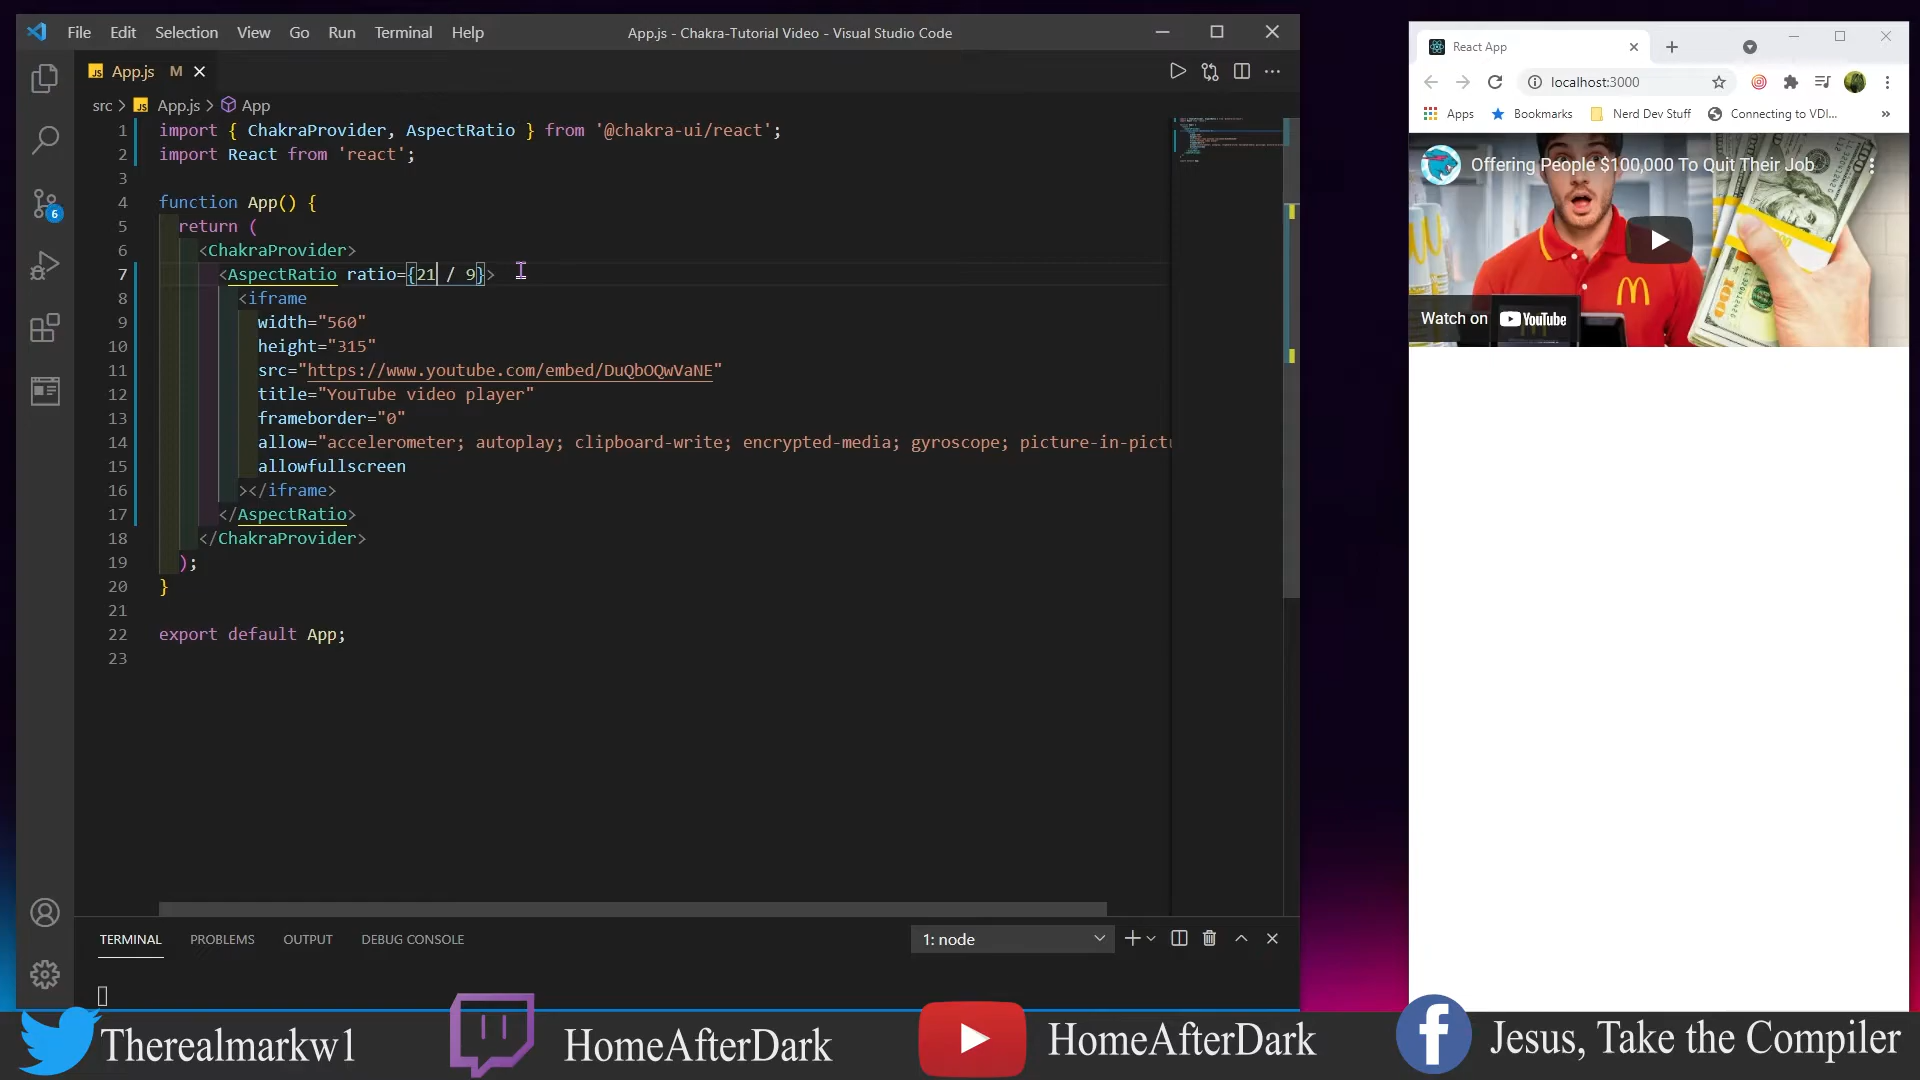 File Edit Selection View Go Run Terminal Help
App.js - Chakra-Tutorial Video - Visual Studio Code
JS App.js M
src > JS App.js > App
1 import { ChakraProvider, AspectRatio } from '@chakra-ui/react';
2 import React from 'react';
3
4 function App() {
5 return (
6 <ChakraProvider>
7 <AspectRatio ratio={21 / 9}>
8 <iframe
9 width="560"
10 height="315"
11 src="https://www.youtube.com/embed/DuQbOQwVaNE"
12 title="YouTube video player"
13 frameborder="0"
14 allow="accelerometer; autoplay; clipboard-write; encrypted-media; gyroscope; picture-in-pictu
15 allowfullscreen
16 ></iframe>
17 </AspectRatio>
18 </ChakraProvider>
19 );
20 }
21
22 export default App;
23
6
TERMINAL PROBLEMS OUTPUT DEBUG CONSOLE
1: node
React App
localhost:3000
Apps Bookmarks Nerd Dev Stuff Connecting to VDI... »
Offering People $100,000 To Quit Their Job
Watch on YouTube
100
Therealmarkw1
HomeAfterDark
HomeAfterDark
Jesus, Take the Compiler